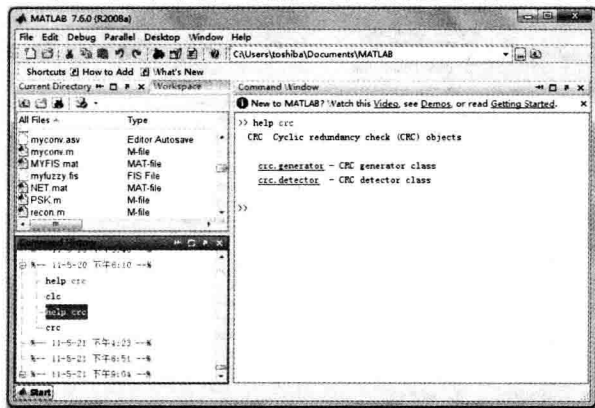 MATLAB 7.6.0 (R2008a)
File Edit Debug Parallel Desktop Window Help
C:\Users\toshiba\Documents\MATLAB
Shortcuts How to Add What's New
Current Directory
Workspace
All Files Type
myconv.asv Editor Autosave
myconv.m M-file
MYFIS.mat MAT-file
myfuzzy.fis FIS File
NET.mat MAT-file
PSK.m M-file
recon.m M-file
Command History
%-- 11-5-20 下午6:10 --%
help crc
clc
help crc
crc
%-- 11-5-21 下午4:23 --%
%-- 11-5-21 下午8:51 --%
%-- 11-5-21 下午9:04 --%
Command Window
New to MATLAB? Watch this Video, see Demos, or read Getting Started.
>> help crc
CRC Cyclic redundancy check (CRC) objects
crc.generator - CRC generator class
crc.detector - CRC detector class
>>
Start